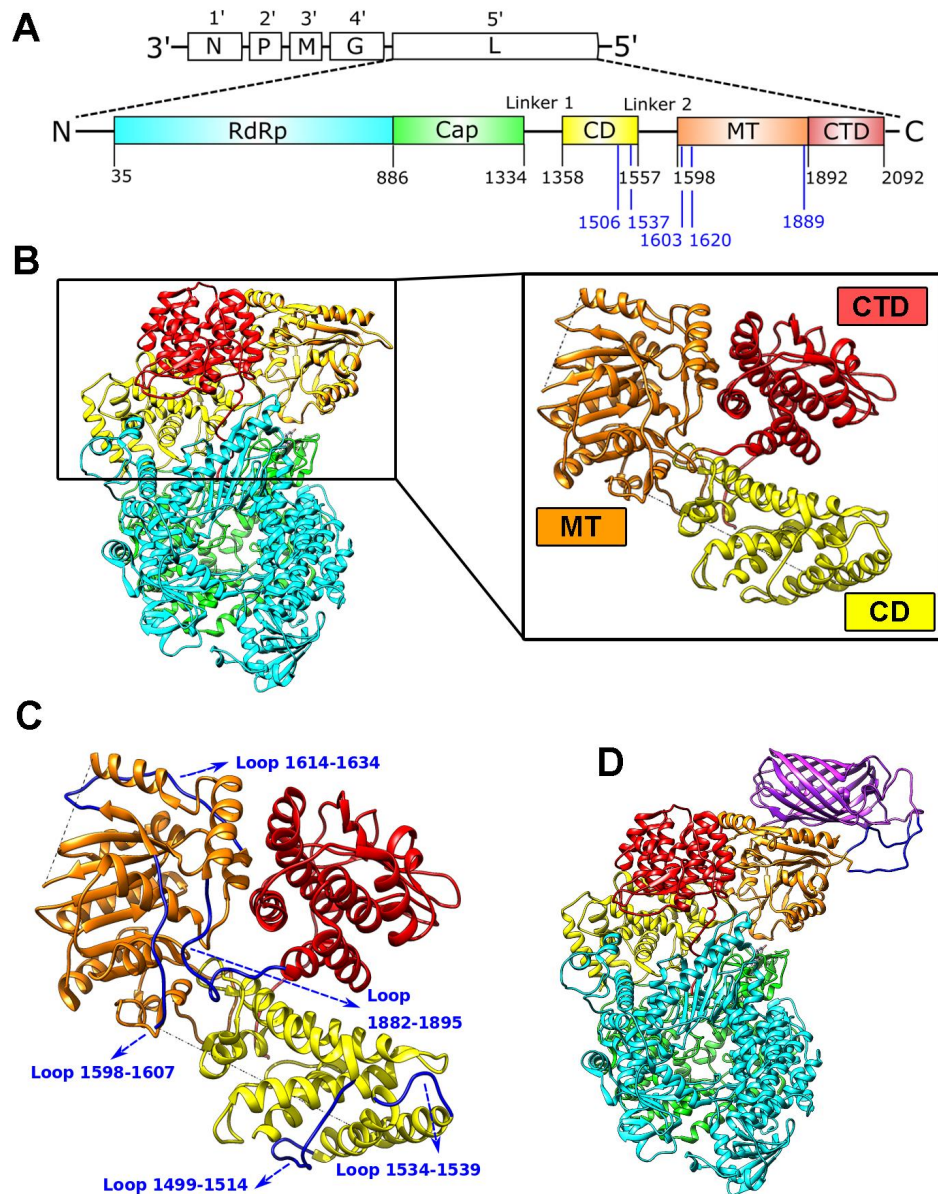 A
1' 2' 3' 4' 5'
3' N P M G L 5'
Linker 1 Linker 2
N RdRp Cap CD MT CTD C
35 886 1334 1358 1557 1598 1892 2092
1506 1537 1889
1603 1620
B
CTD
MT
CD
C
Loop 1614-1634
Loop
1882-1895
Loop 1598-1607
Loop 1534-1539
Loop 1499-1514
D